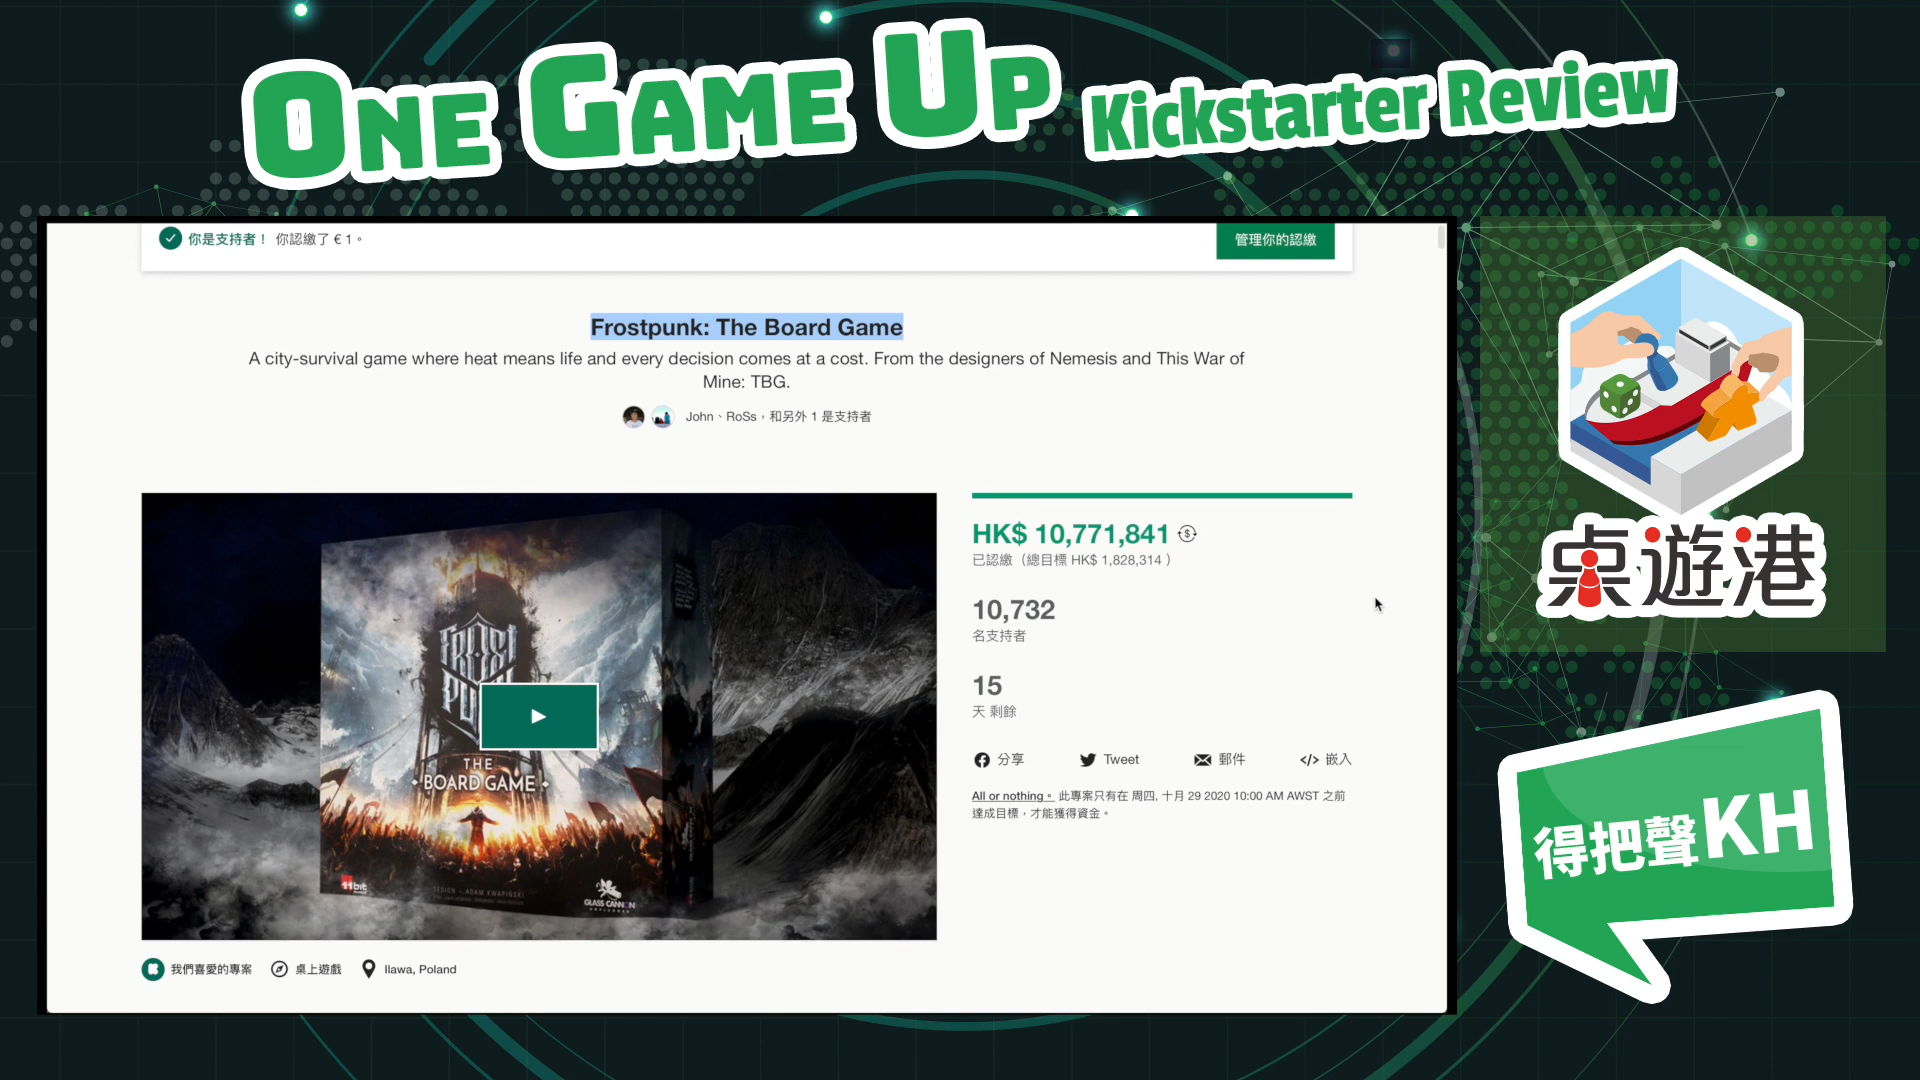 ONE GAME UP Kickstarter Review
你是支持者！ 你認繳了 € 1。
管理你的認繳
Frostpunk: The Board Game
A city-survival game where heat means life and every decision comes at a cost. From the designers of Nemesis and This War of
Mine: TBG.
John、RoSs，和另外 1 是支持者
FROST
PU
THE
BOARD GAME
11bit
DESIGN - ADAM KWAPIŃSKI
GLASS CANNON
UNPLUGGED
HK$ 10,771,841
已認繳（總目標 HK$ 1,828,314 ）
10,732
名支持者
15
天 剩餘
分享
Tweet
郵件
</> 嵌入
All or nothing。 此專案只有在 周四, 十月 29 2020 10:00 AM AWST 之前
達成目標，才能獲得資金。
我們喜愛的專案
桌上遊戲
Ilawa, Poland
桌遊港
得把聲KH